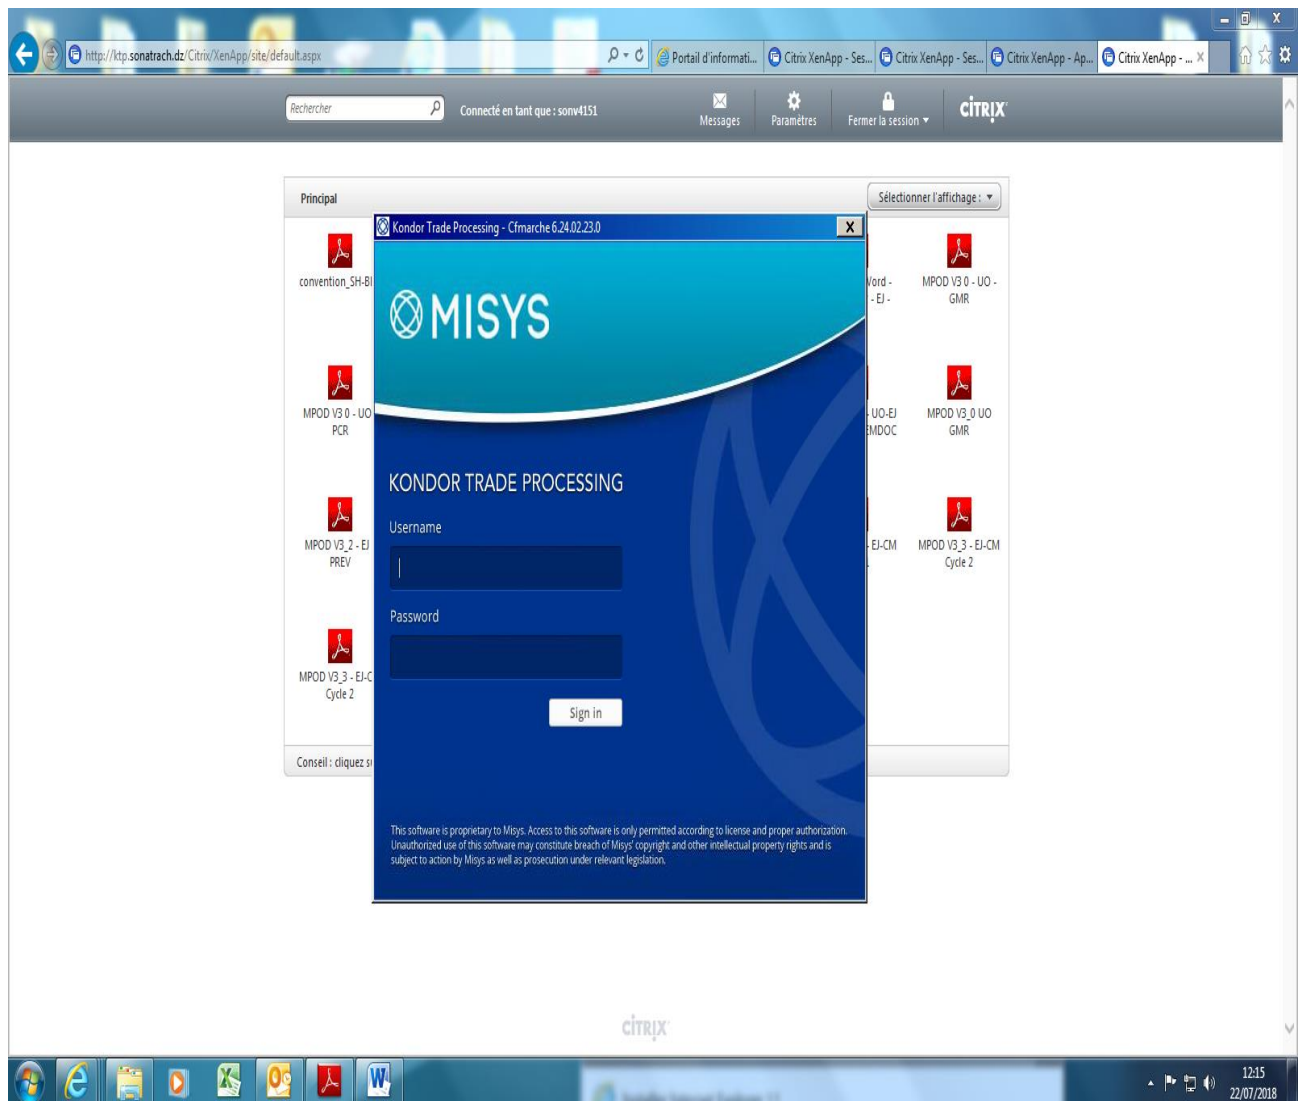 http://ktp.sonatrach.dz/Citrix/XenApp/site/default.aspx
Portail d'informati...
Citrix XenApp - Ses...
Citrix XenApp - Ses...
Citrix XenApp - Ap...
Citrix XenApp - ...
Rechercher
Connecté en tant que : sonv4151
Messages
Paramètres
Fermer la session
CITRIX
Principal
Sélectionner l'affichage :
Kondor Trade Processing - Cfmarche 6.24.02.23.0
convention_SH-BI
Word -
- EJ -
MPOD V3 0 - UO -
GMR
MISYS
MPOD V3 0 - UO
PCR
- UO-EJ
EMDOC
MPOD V3_0 UO
GMR
KONDOR TRADE PROCESSING
Username
MPOD V3_2 - EJ
PREV
- EJ-CM
MPOD V3_3 - EJ-CM
Cycle 2
Password
MPOD V3_3 - EJ-C
Cycle 2
Sign in
Conseil : cliquez s
This software is proprietary to Misys. Access to this software is only permitted according to license and proper authorization.
Unauthorized use of this software may constitute breach of Misys' copyright and other intellectual property rights and is
subject to action by Misys as well as prosecution under relevant legislation.
CITRIX
12:15
22/07/2018